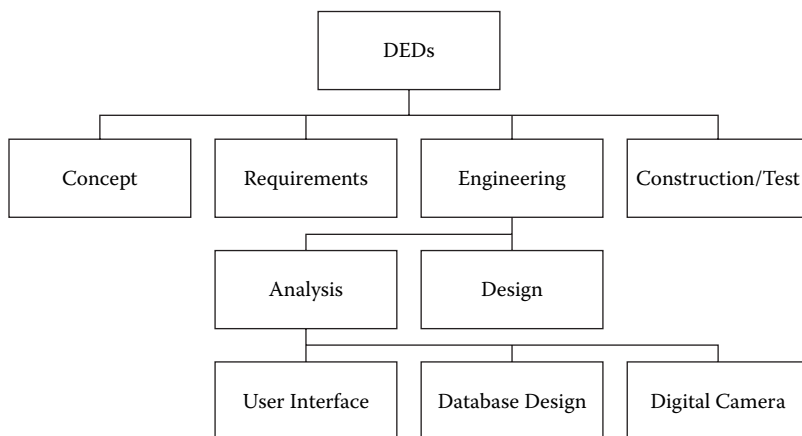 DEDs
Concept
Requirements
Engineering
Construction/Test
Analysis
Design
User Interface
Database Design
Digital Camera